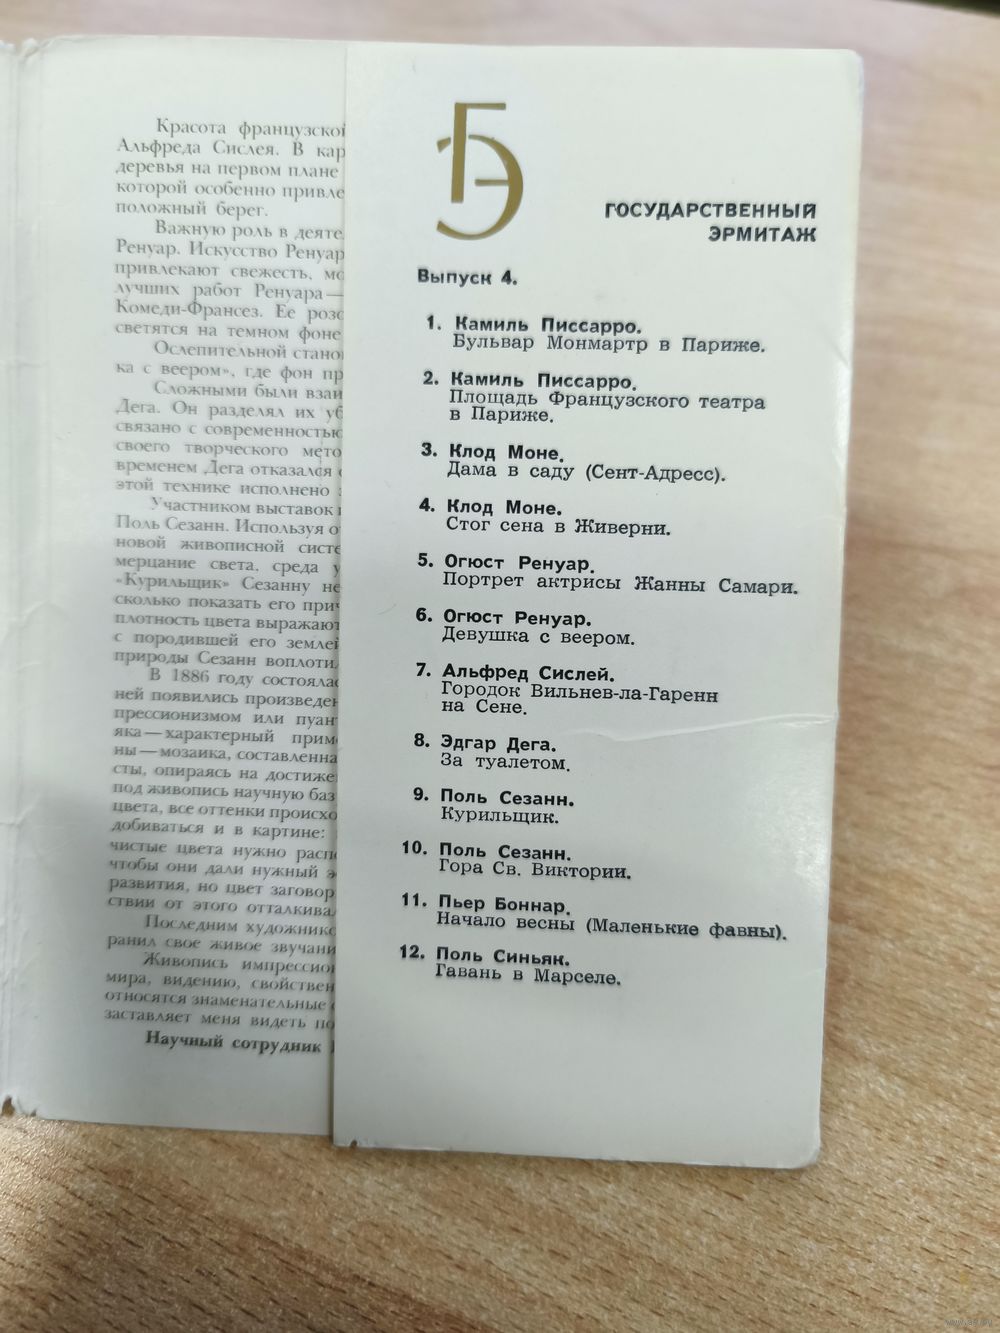 Красота французской
Альфреда Сислея. В кар
деревья на первом плане
которой особенно привле
положный берег.
Важную роль в деяте
Ренуар. Искусство Ренуар
привлекают свежесть, мо
лучших работ Ренуара —
Комеди-Франсез. Ее розо
светятся на темном фоне
Ослепительной стано
ка с веером», где фон пр
Сложными были взаи
Дега. Он разделял их уб
связано с современностью
своего творческого мето
временем Дега отказался
этой технике исполнено
Участником выставок
Поль Сезанн. Используя
новой живописной систе
мерцание света, среда
«Курильщик» Сезанну не
сколько показать его при
плотность цвета выражают
с породившей его землей
природы Сезанн воплоти
В 1886 году состояла
ней появились произведен
прессионизмом или пуан
яка — характерный прим
ны — мозаика, составленна
сты, опираясь на достиже
под живопись научную баз
цвета, все оттенки происхо
добиваться и в картине:
чистые цвета нужно распо
чтобы они дали нужный э
развития, но цвет заговор
ствии от этого отталкива
Последним художнико
ранил свое живое звучани
Живопись импрессион
мира, видению, свойствен
относятся знаменательные
заставляет меня видеть по
Научный сотрудник
ГЭ
ГОСУДАРСТВЕННЫЙ
ЭРМИТАЖ
Выпуск 4.
1. Камиль Писсарро.
Бульвар Монмартр в Париже.
2. Камиль Писсарро.
Площадь Французского театра
в Париже.
3. Клод Моне.
Дама в саду (Сент-Адресс).
4. Клод Моне.
Стог сена в Живерни.
5. Огюст Ренуар.
Портрет актрисы Жанны Самари.
6. Огюст Ренуар.
Девушка с веером.
7. Альфред Сислей.
Городок Вильнев-ла-Гаренн
на Сене.
8. Эдгар Дега.
За туалетом.
9. Поль Сезанн.
Курильщик.
10. Поль Сезанн.
Гора Св. Виктории.
11. Пьер Боннар.
Начало весны (Маленькие фавны).
12. Поль Синьяк.
Гавань в Марселе.